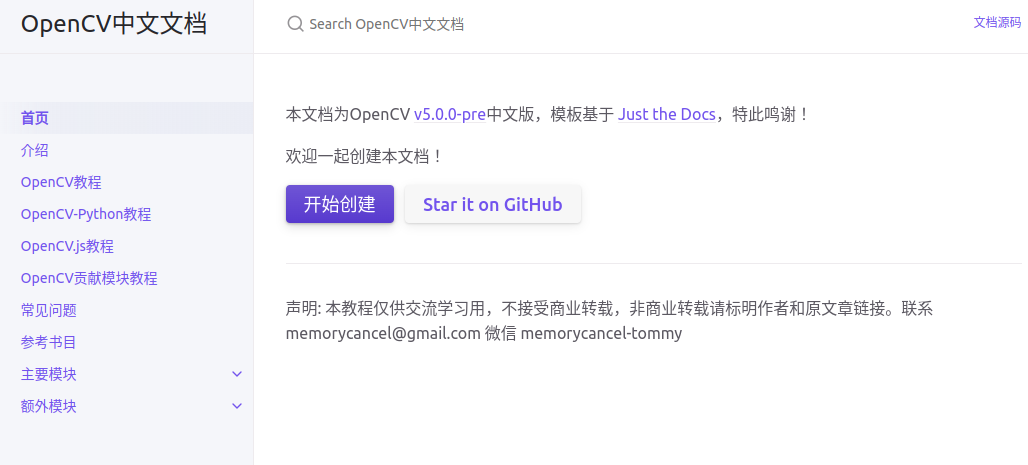 OpenCV中文文档
Search OpenCV中文文档
文档源码
首页
介绍
OpenCV教程
OpenCV-Python教程
OpenCV.js教程
OpenCV贡献模块教程
常见问题
参考书目
主要模块
额外模块
本文档为OpenCV v5.0.0-pre中文版，模板基于 Just the Docs，特此鸣谢！
欢迎一起创建本文档！
开始创建
Star it on GitHub
声明: 本教程仅供交流学习用，不接受商业转载，非商业转载请标明作者和原文章链接。联系
memorycancel@gmail.com 微信 memorycancel-tommy